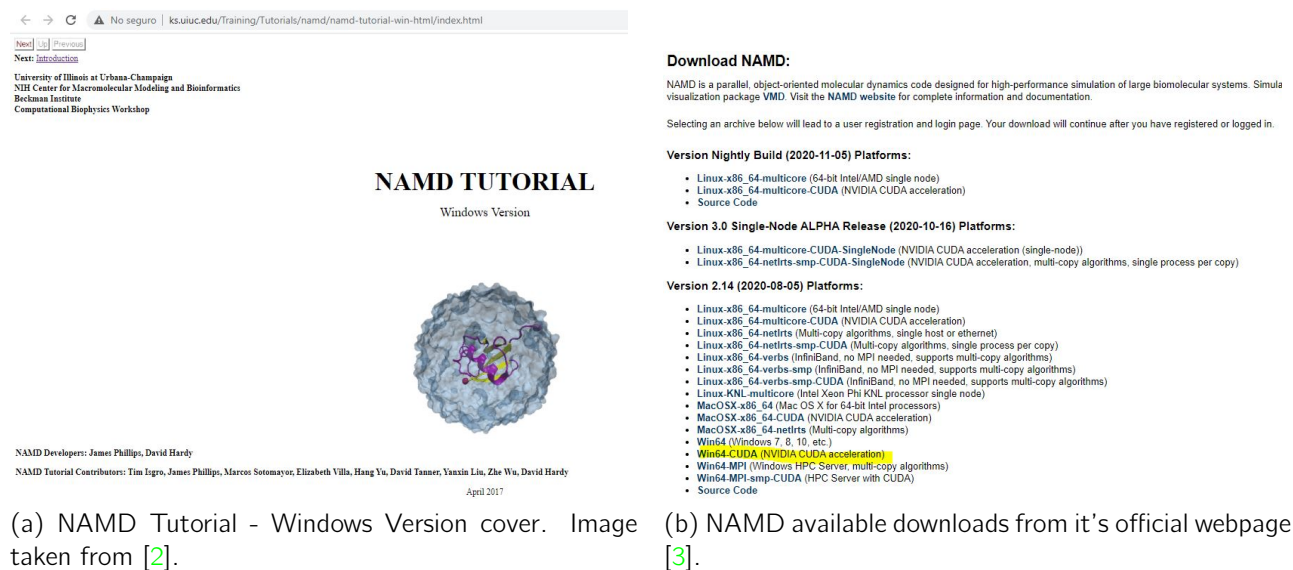 No seguro | ks.uiuc.edu/Training/Tutorials/namd/namd-tutorial-win-html/index.html
Next Up Previous
Next: Introduction
University of Illinois at Urbana-Champaign
NIH Center for Macromolecular Modeling and Bioinformatics
Beckman Institute
Computational Biophysics Workshop
NAMD TUTORIAL
Windows Version
NAMD Developers: James Phillips, David Hardy
NAMD Tutorial Contributors: Tim Isgro, James Phillips, Marcos Sotomayor, Elizabeth Villa, Hang Yu, David Tanner, Yanxin Liu, Zhe Wu, David Hardy
April 2017
(a) NAMD Tutorial - Windows Version cover. Image
taken from [2].
Download NAMD:
NAMD is a parallel, object-oriented molecular dynamics code designed for high-performance simulation of large biomolecular systems. Simula
visualization package VMD. Visit the NAMD website for complete information and documentation.
Selecting an archive below will lead to a user registration and login page. Your download will continue after you have registered or logged in.
Version Nightly Build (2020-11-05) Platforms:
• Linux-x86_64-multicore (64-bit Intel/AMD single node)
• Linux-x86_64-multicore-CUDA (NVIDIA CUDA acceleration)
• Source Code
Version 3.0 Single-Node ALPHA Release (2020-10-16) Platforms:
• Linux-x86_64-multicore-CUDA-SingleNode (NVIDIA CUDA acceleration (single-node))
• Linux-x86_64-netlrts-smp-CUDA-SingleNode (NVIDIA CUDA acceleration, multi-copy algorithms, single process per copy)
Version 2.14 (2020-08-05) Platforms:
• Linux-x86_64-multicore (64-bit Intel/AMD single node)
• Linux-x86_64-multicore-CUDA (NVIDIA CUDA acceleration)
• Linux-x86_64-netlrts (Multi-copy algorithms, single host or ethernet)
• Linux-x86_64-netlrts-smp-CUDA (Multi-copy algorithms, single process per copy)
• Linux-x86_64-verbs (InfiniBand, no MPI needed, supports multi-copy algorithms)
• Linux-x86_64-verbs-smp (InfiniBand, no MPI needed, supports multi-copy algorithms)
• Linux-x86_64-verbs-smp-CUDA (InfiniBand, no MPI needed, supports multi-copy algorithms)
• Linux-KNL-multicore (Intel Xeon Phi KNL processor single node)
• MacOSX-x86_64 (Mac OS X for 64-bit Intel processors)
• MacOSX-x86_64-CUDA (NVIDIA CUDA acceleration)
• MacOSX-x86_64-netlrts (Multi-copy algorithms)
• Win64 (Windows 7, 8, 10, etc.)
• Win64-CUDA (NVIDIA CUDA acceleration)
• Win64-MPI (Windows HPC Server, multi-copy algorithms)
• Win64-MPI-smp-CUDA (HPC Server with CUDA)
• Source Code
(b) NAMD available downloads from it's official webpage
[3].